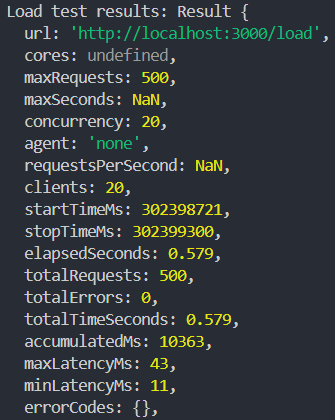 Load test results: Result {
  url: 'http://localhost:3000/load',
  cores: undefined,
  maxRequests: 500,
  maxSeconds: NaN,
  concurrency: 20,
  agent: 'none',
  requestsPerSecond: NaN,
  clients: 20,
  startTimeMs: 302398721,
  stopTimeMs: 302399300,
  elapsedSeconds: 0.579,
  totalRequests: 500,
  totalErrors: 0,
  totalTimeSeconds: 0.579,
  accumulatedMs: 10363,
  maxLatencyMs: 43,
  minLatencyMs: 11,
  errorCodes: {},